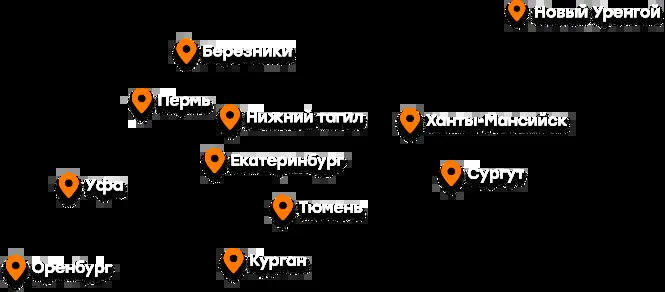 Новый Уренгой
Березники
Пермь
Нижний тагил
Ханты-Мансийск
Екатеринбург
Сургут
Уфа
Тюмень
Курган
Оренбург